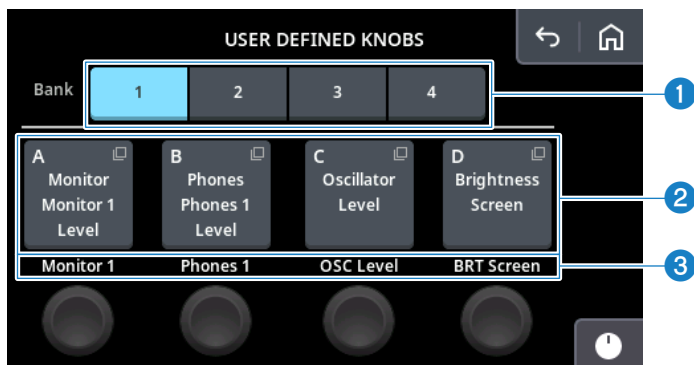 USER DEFINED KNOBS
Bank 1 2 3 4
1
A B C D
Monitor Phones Oscillator Brightness
Monitor 1 Phones 1 Level Screen
Level Level
2
Monitor 1 Phones 1 OSC Level BRT Screen
3